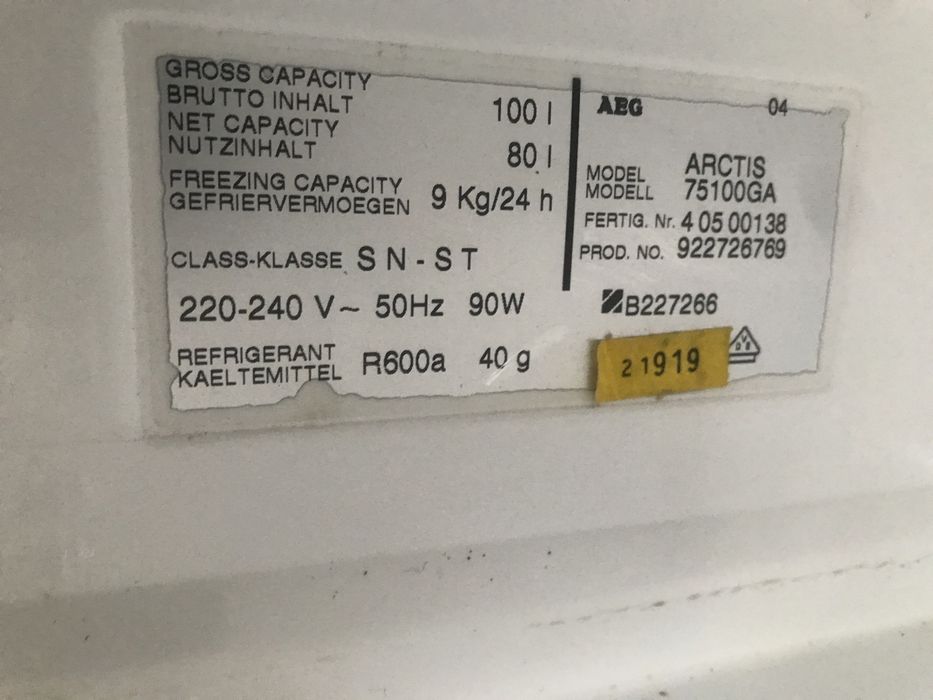 GROSS CAPACITY
BRUTTO INHALT 100 l
NET CAPACITY
NUTZINHALT 80 l
FREEZING CAPACITY
GEFRIERVERMOEGEN 9 Kg/24 h
CLASS-KLASSE SN-ST
220-240 V~ 50Hz 90W
REFRIGERANT
KAELTEMITTEL R600a 40 g
AEG 04
MODEL ARCTIS
MODELL 75100GA
FERTIG. Nr. 4 05 00138
PROD. NO. 922726769
B227266
21919